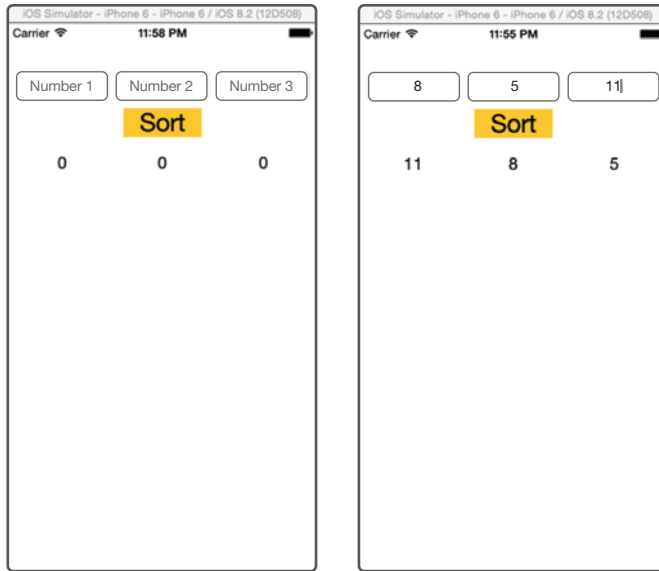 iOS Simulator - iPhone 6 - iPhone 6 / iOS 8.2 (12D508)
Carrier 11:58 PM
Number 1 Number 2 Number 3
Sort
0 0 0
iOS Simulator - iPhone 6 - iPhone 6 / iOS 8.2 (12D508)
Carrier 11:55 PM
8 5 11
Sort
11 8 5